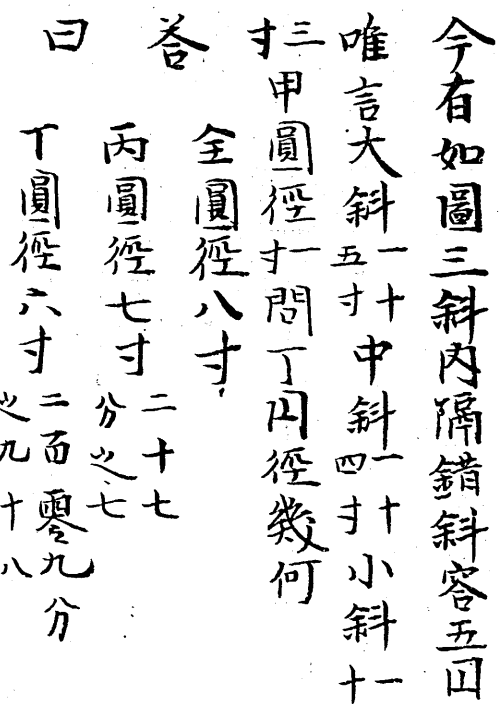 今有如圖三斜内隔錯斜容五円
唯言大斜一十五寸中斜一十四寸小斜一十
三寸甲圓徑一寸問丁円徑幾何
答曰
全圓徑八寸
丙圓徑七寸二十七分之七
丁圓徑六寸二百零九分之九十八